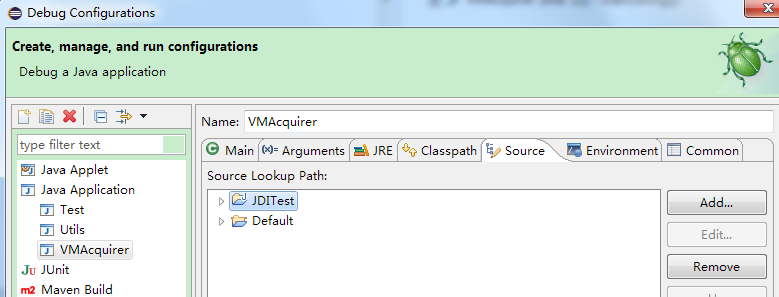 Debug Configurations
Create, manage, and run configurations
Debug a Java application
Name: VMAcquirer
type filter text
Main (x)= Arguments JRE Classpath Source Environment Common
Source Lookup Path:
Java Applet
Java Application
Test
Utils
VMAcquirer
JUnit
Maven Build
JDITest
Default
Add...
Edit...
Remove